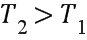 T₂ > T₁